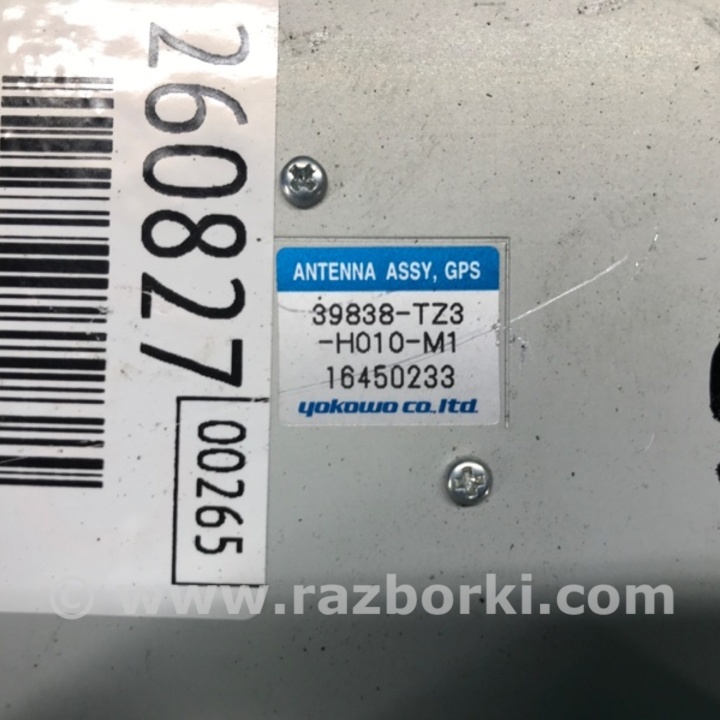 260827
00265
ANTENNA ASSY, GPS
39838-TZ3
-H010-M1
16450233
yokowo co.ltd.
© www.razborki.com